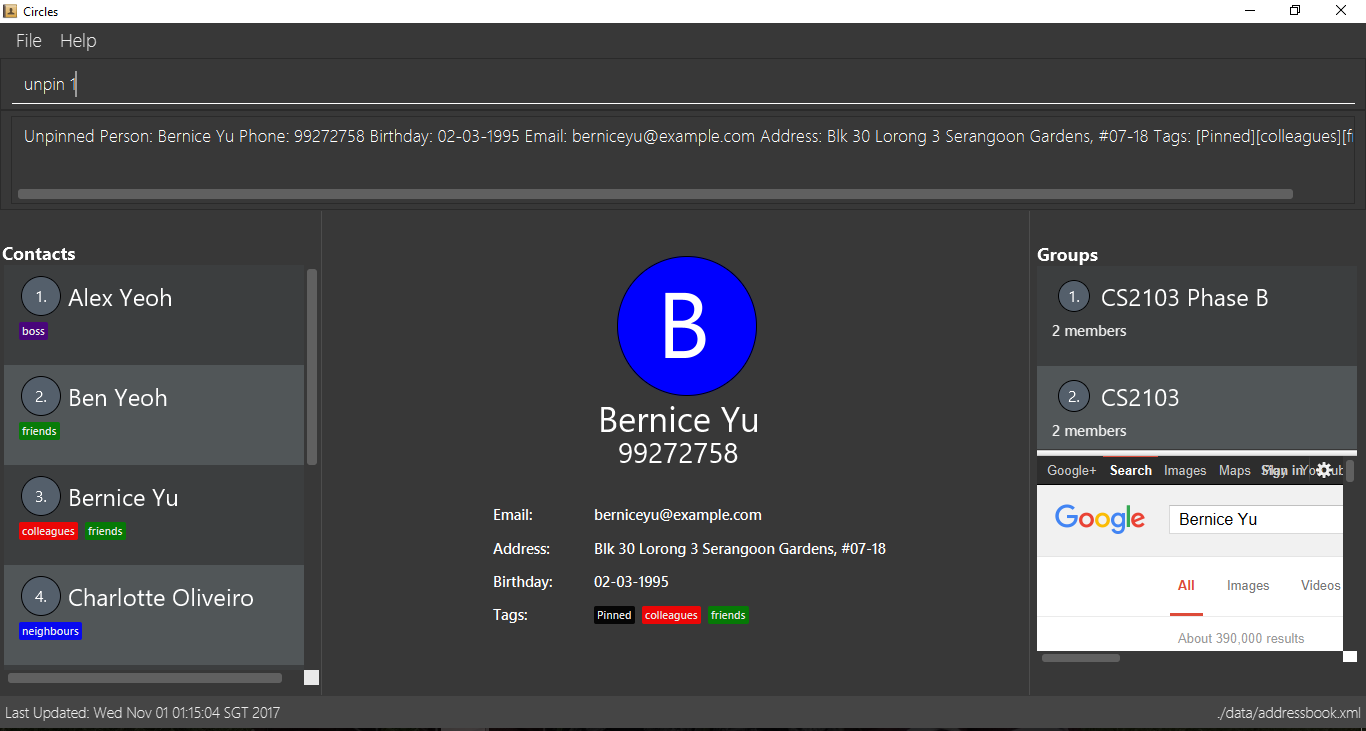 Circles
File Help
unpin 1
Unpinned Person: Bernice Yu Phone: 99272758 Birthday: 02-03-1995 Email: berniceyu@example.com Address: Blk 30 Lorong 3 Serangoon Gardens, #07-18 Tags: [Pinned][colleagues][f
Contacts
1. Alex Yeoh
boss
2. Ben Yeoh
friends
3. Bernice Yu
colleagues friends
4. Charlotte Oliveiro
neighbours
B
Bernice Yu
99272758
Email: berniceyu@example.com
Address: Blk 30 Lorong 3 Serangoon Gardens, #07-18
Birthday: 02-03-1995
Tags: Pinned colleagues friends
Groups
1. CS2103 Phase B
2 members
2. CS2103
2 members
Google+ Search Images Maps
Google Bernice Yu
All Images Videos
About 390,000 results
Last Updated: Wed Nov 01 01:15:04 SGT 2017
./data/addressbook.xml